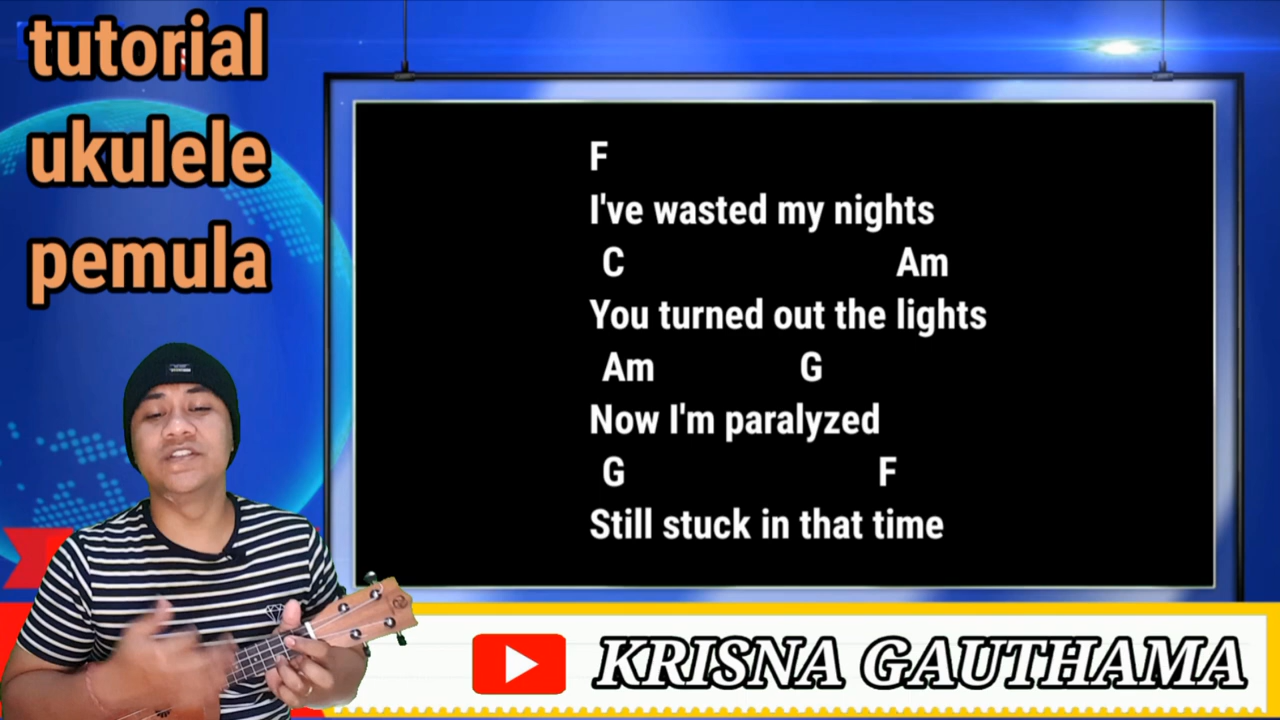 tutorial
ukulele
pemula
F
I've wasted my nights
C Am
You turned out the lights
Am G
Now I'm paralyzed
G F
Still stuck in that time
KRISNA GAUTHAMA